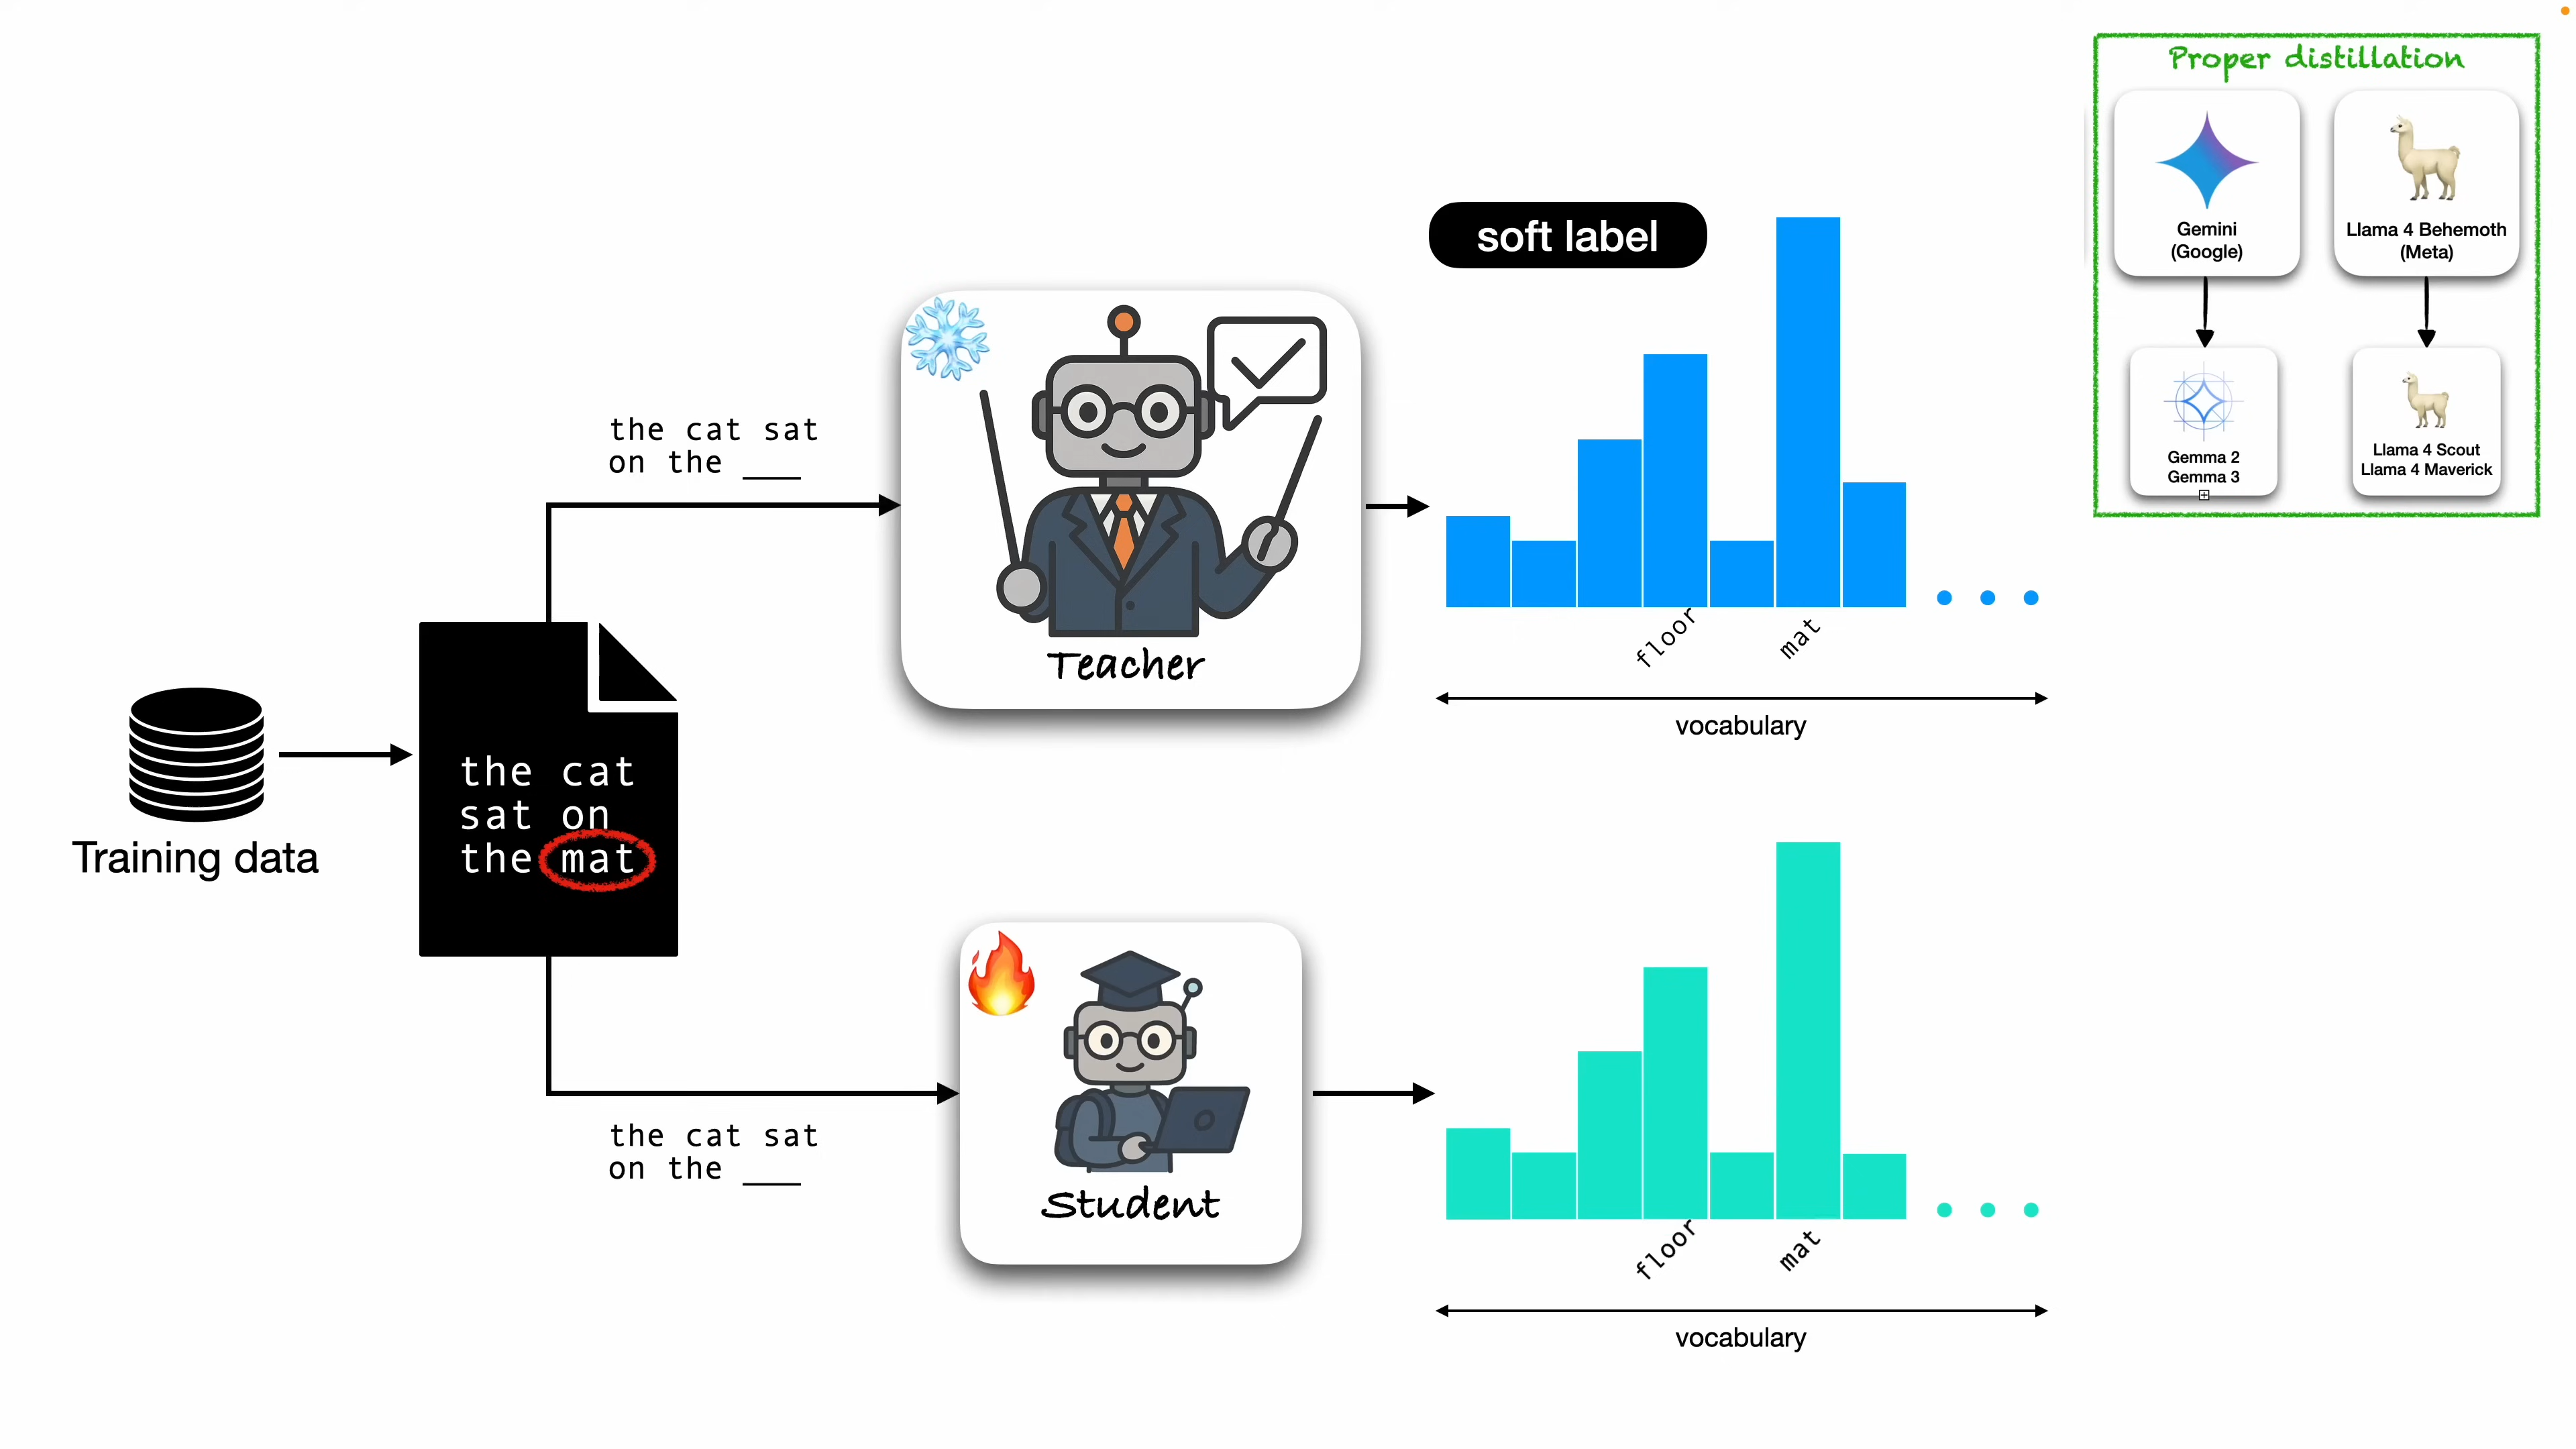 Proper distillation
Gemini
(Google)
Llama 4 Behemoth
(Meta)
Gemma 2
Gemma 3
Llama 4 Scout
Llama 4 Maverick
soft label
the cat sat
on the ___
Teacher
floor
mat
vocabulary
Training data
the cat
sat on
the mat
the cat sat
on the ___
Student
floor
mat
vocabulary